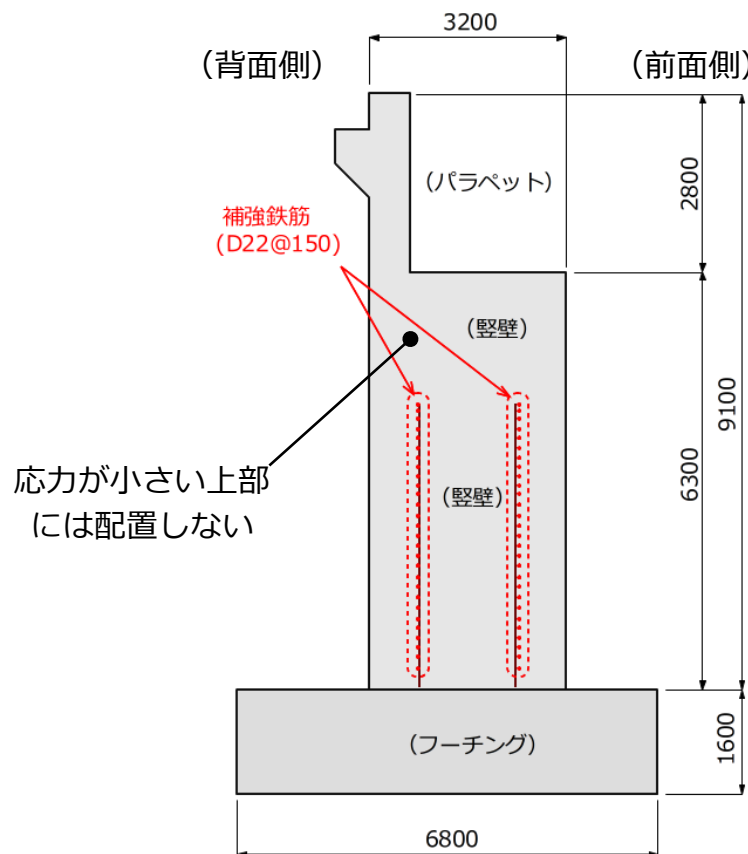 3200
（背面側）
（前面側）
（パラペット）
2800
補強鉄筋
(D22@150)
（竪壁）
9100
6300
応力が小さい上部
には配置しない
（竪壁）
（フーチング）
1600
6800